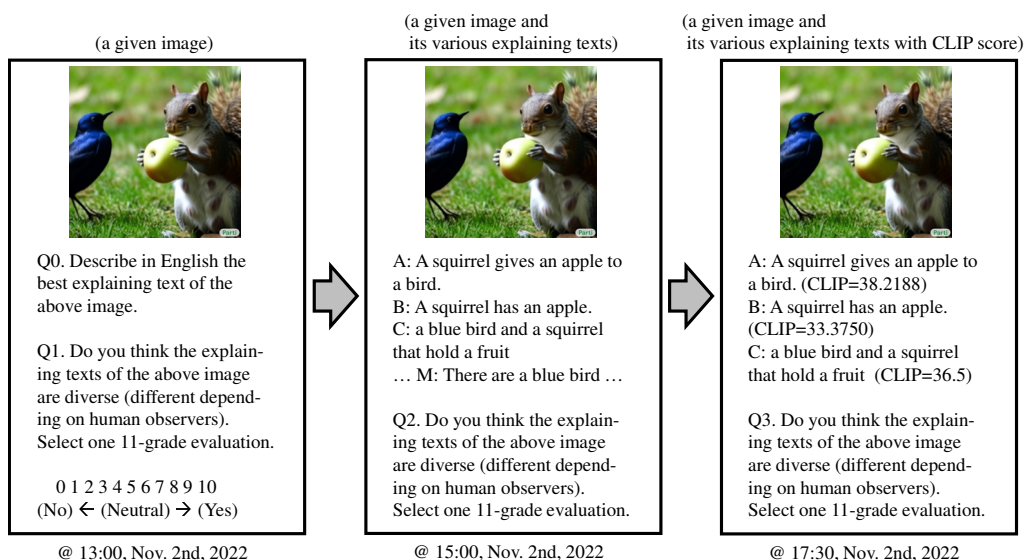 (a given image)
Parti
Q0. Describe in English the
best explaining text of the
above image.
Q1. Do you think the explain-
ing texts of the above image
are diverse (different depend-
ing on human observers).
Select one 11-grade evaluation.
0 1 2 3 4 5 6 7 8 9 10
(No) ← (Neutral) → (Yes)
@ 13:00, Nov. 2nd, 2022
(a given image and
its various explaining texts)
Parti
A: A squirrel gives an apple to
a bird.
B: A squirrel has an apple.
C: a blue bird and a squirrel
that hold a fruit
… M: There are a blue bird …
Q2. Do you think the explain-
ing texts of the above image
are diverse (different depend-
ing on human observers).
Select one 11-grade evaluation.
@ 15:00, Nov. 2nd, 2022
(a given image and
its various explaining texts with CLIP score)
Parti
A: A squirrel gives an apple to
a bird. (CLIP=38.2188)
B: A squirrel has an apple.
(CLIP=33.3750)
C: a blue bird and a squirrel
that hold a fruit (CLIP=36.5)
Q3. Do you think the explain-
ing texts of the above image
are diverse (different depend-
ing on human observers).
Select one 11-grade evaluation.
@ 17:30, Nov. 2nd, 2022